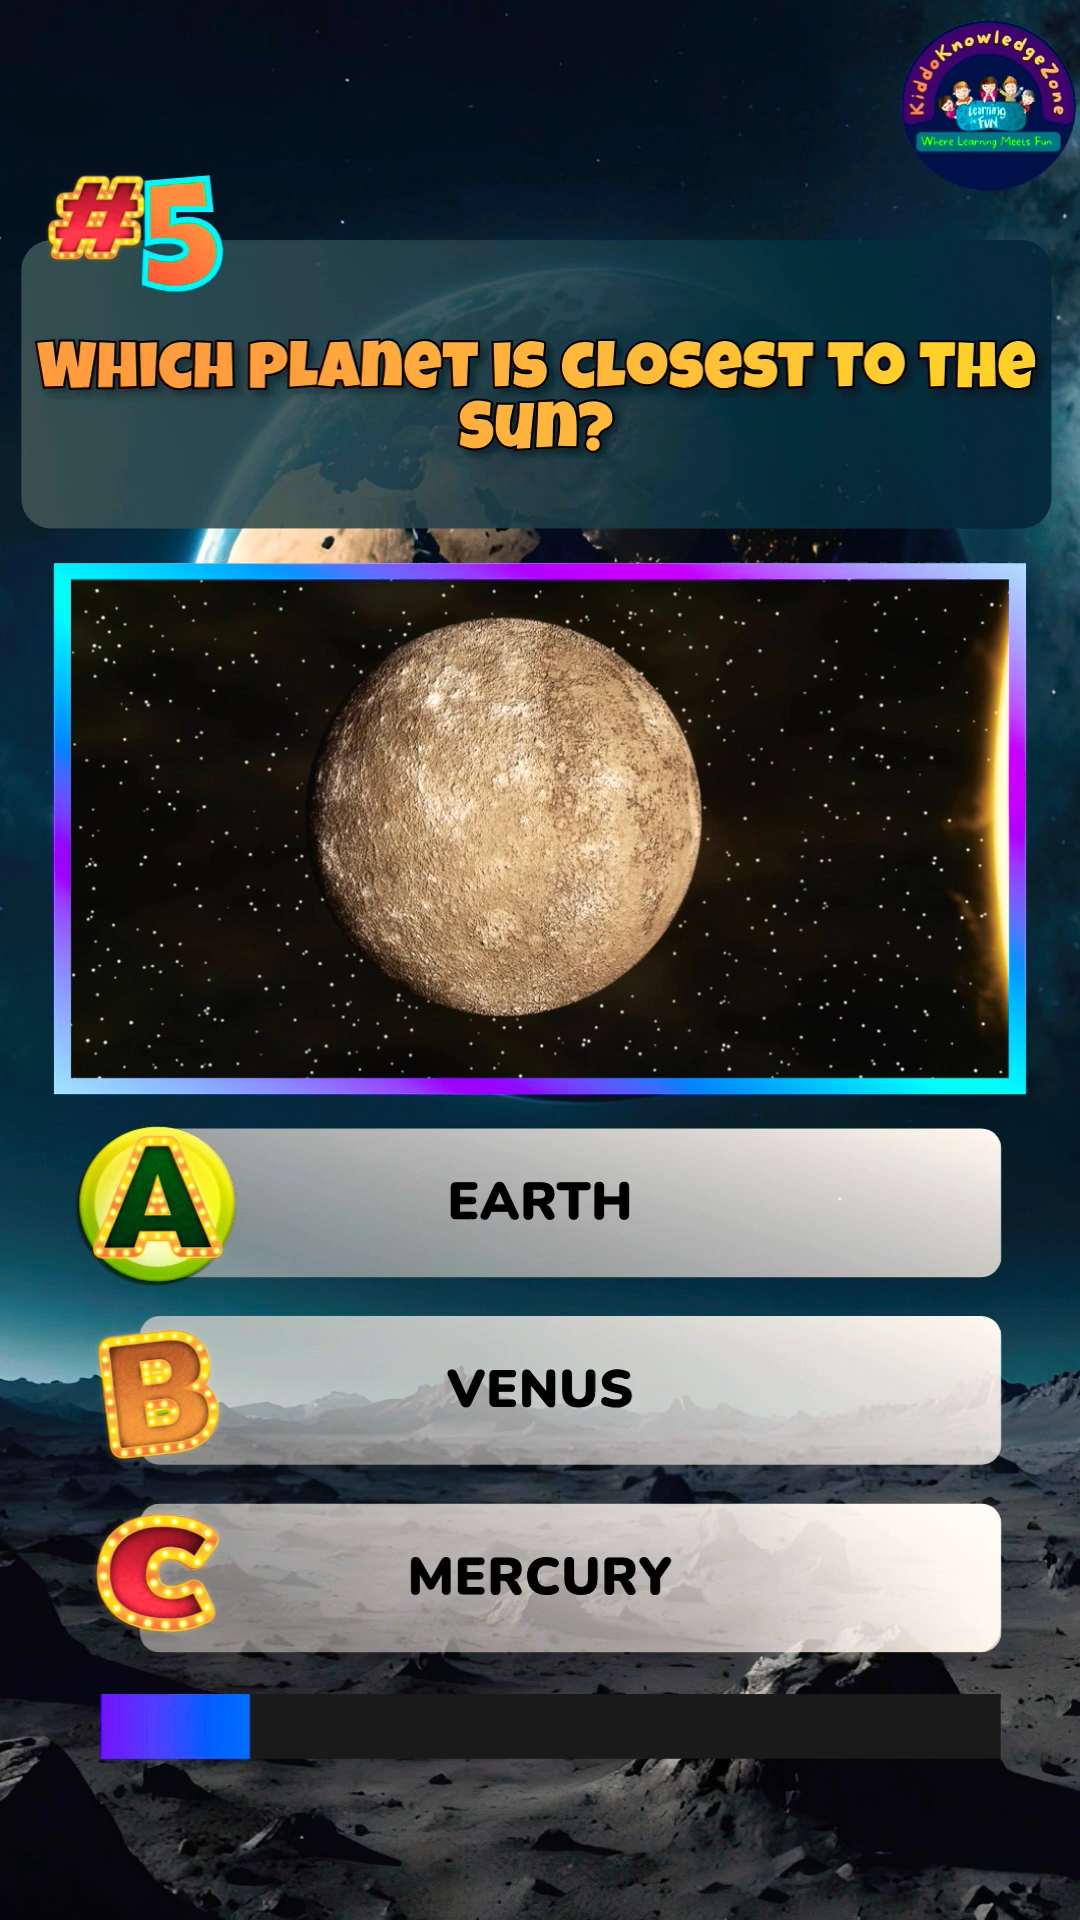 KiddoKnowledgeZone
Learning
is FUN
Where Learning Meets Fun
#5
WHICH PLANET IS CLOSEST TO THE
SUN?
A
EARTH
B
VENUS
C
MERCURY